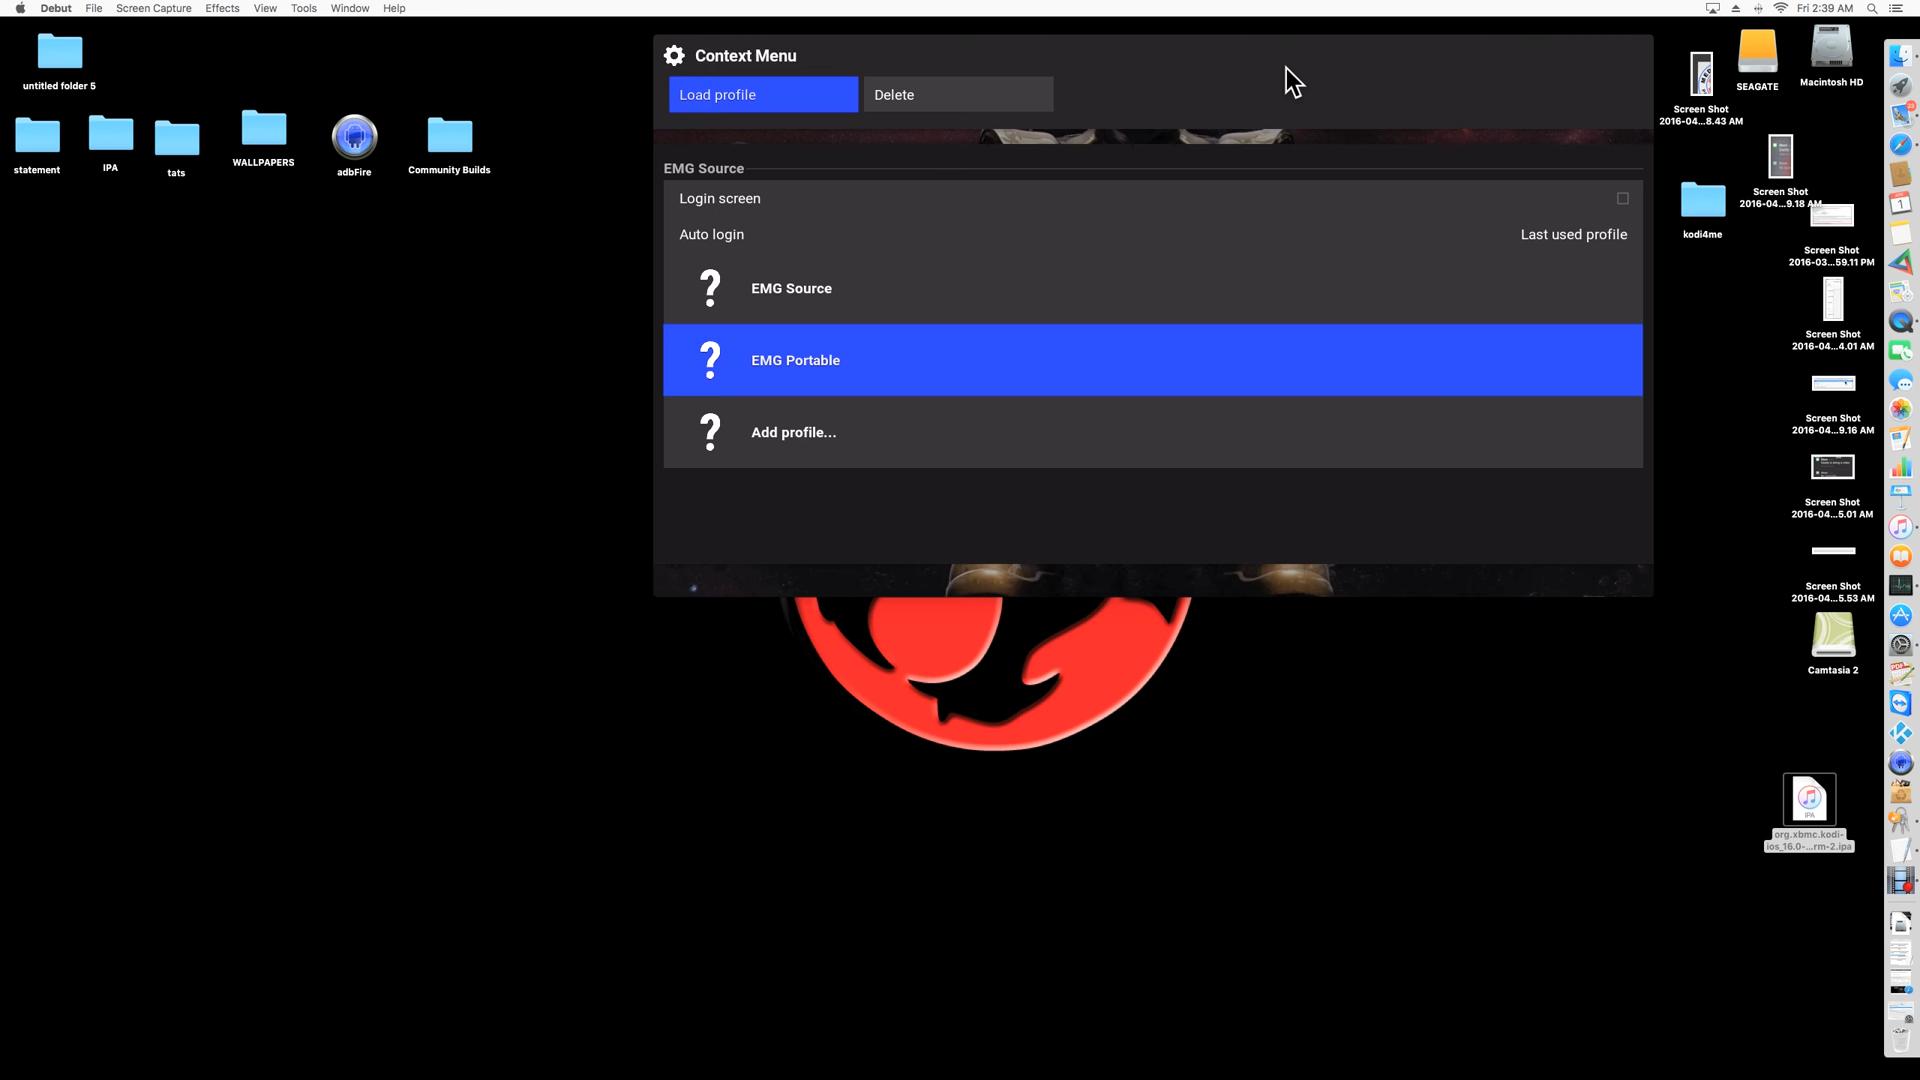 Debut File Screen Capture Effects View Tools Window Help
Fri 2:39 AM
untitled folder 5
statement
IPA
tats
WALLPAPERS
adbFire
Community Builds
Context Menu
Load profile
Delete
EMG Source
Login screen
Auto login
Last used profile
EMG Source
EMG Portable
Add profile...
Screen Shot
2016-04...8.43 AM
SEAGATE
Macintosh HD
Screen Shot
2016-04...9.18 AM
kodi4me
Screen Shot
2016-03...59.11 PM
Screen Shot
2016-04...4.01 AM
Screen Shot
2016-04...9.16 AM
Screen Shot
2016-04...5.01 AM
Screen Shot
2016-04...5.53 AM
Camtasia 2
IPA
org.xbmc.kodi-
ios_16.0-...rm-2.ipa